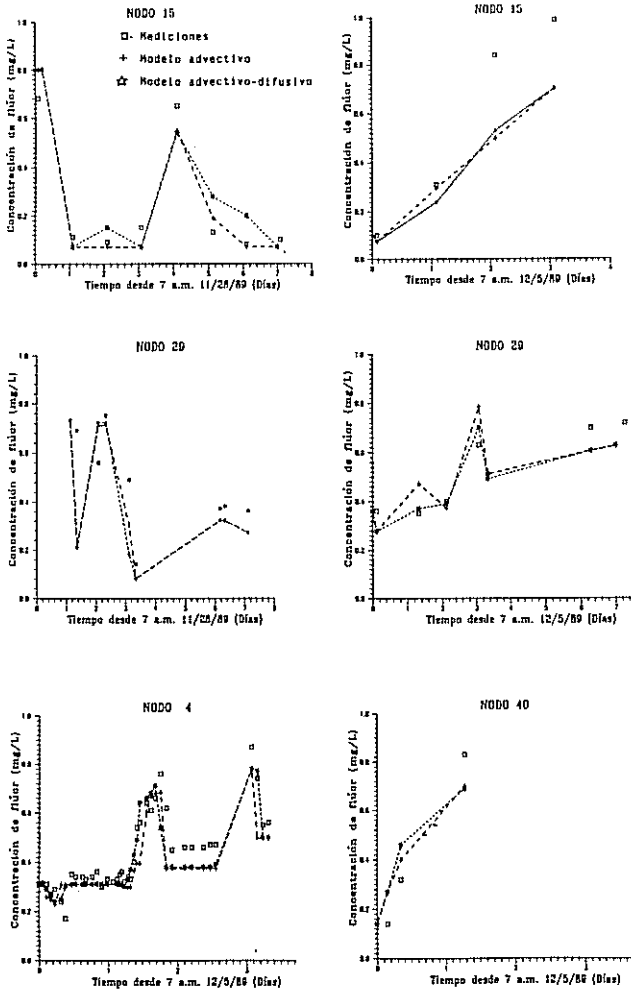 NODO 15
Concentración de flúor (mg/L)
□- Mediciones
+ Modelo advectivo
☆ Modelo advectivo-difusivo
Tiempo desde 7 a.m. 11/28/89 (Días)
NODO 15
Concentración de flúor (mg/L)
Tiempo desde 7 a.m. 12/5/89 (Días)
NODO 29
Concentración de flúor (mg/L)
Tiempo desde 7 a.m. 11/28/89 (Días)
NODO 29
Concentración de flúor (mg/L)
Tiempo desde 7 a.m. 12/5/89 (Días)
NODO 4
Concentración de flúor (mg/L)
Tiempo desde 7 a.m. 12/5/89 (Días)
NODO 40
Concentración de flúor (mg/L)
Tiempo desde 7 a.m. 12/5/89 (Días)